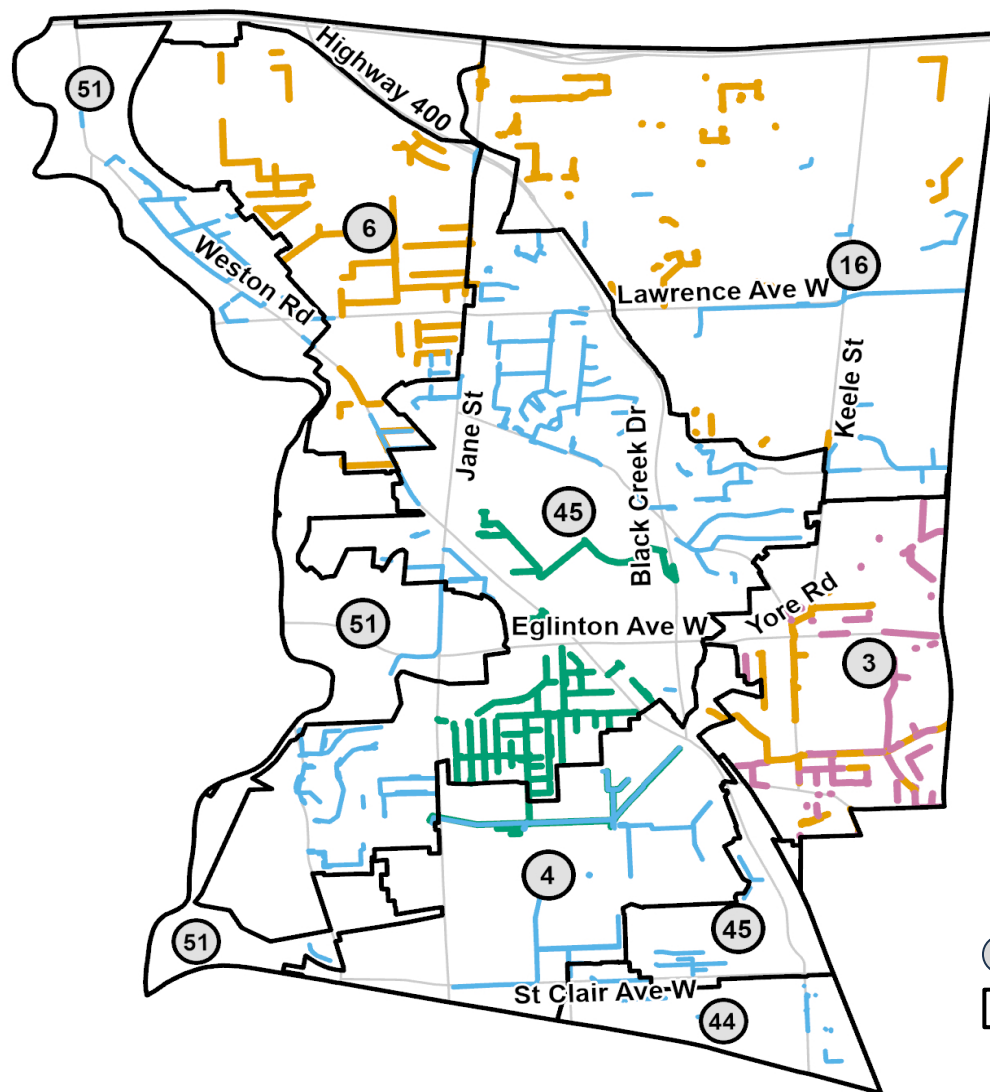 Highway 400
51
6
Weston Rd
16
Lawrence Ave W
Keele St
Jane St
Black Creek Dr
45
Yore Rd
51
Eglinton Ave W
3
4
45
51
St Clair Ave W
44